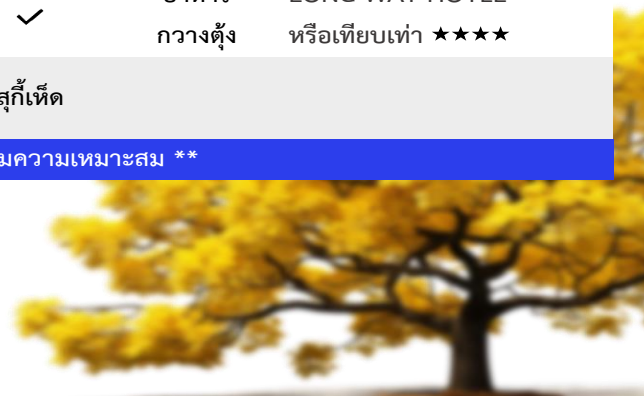 กวางตุ้ง หรือเทียบเท่า ★★★★
สุกี้เห็ด
มความเหมาะสม **